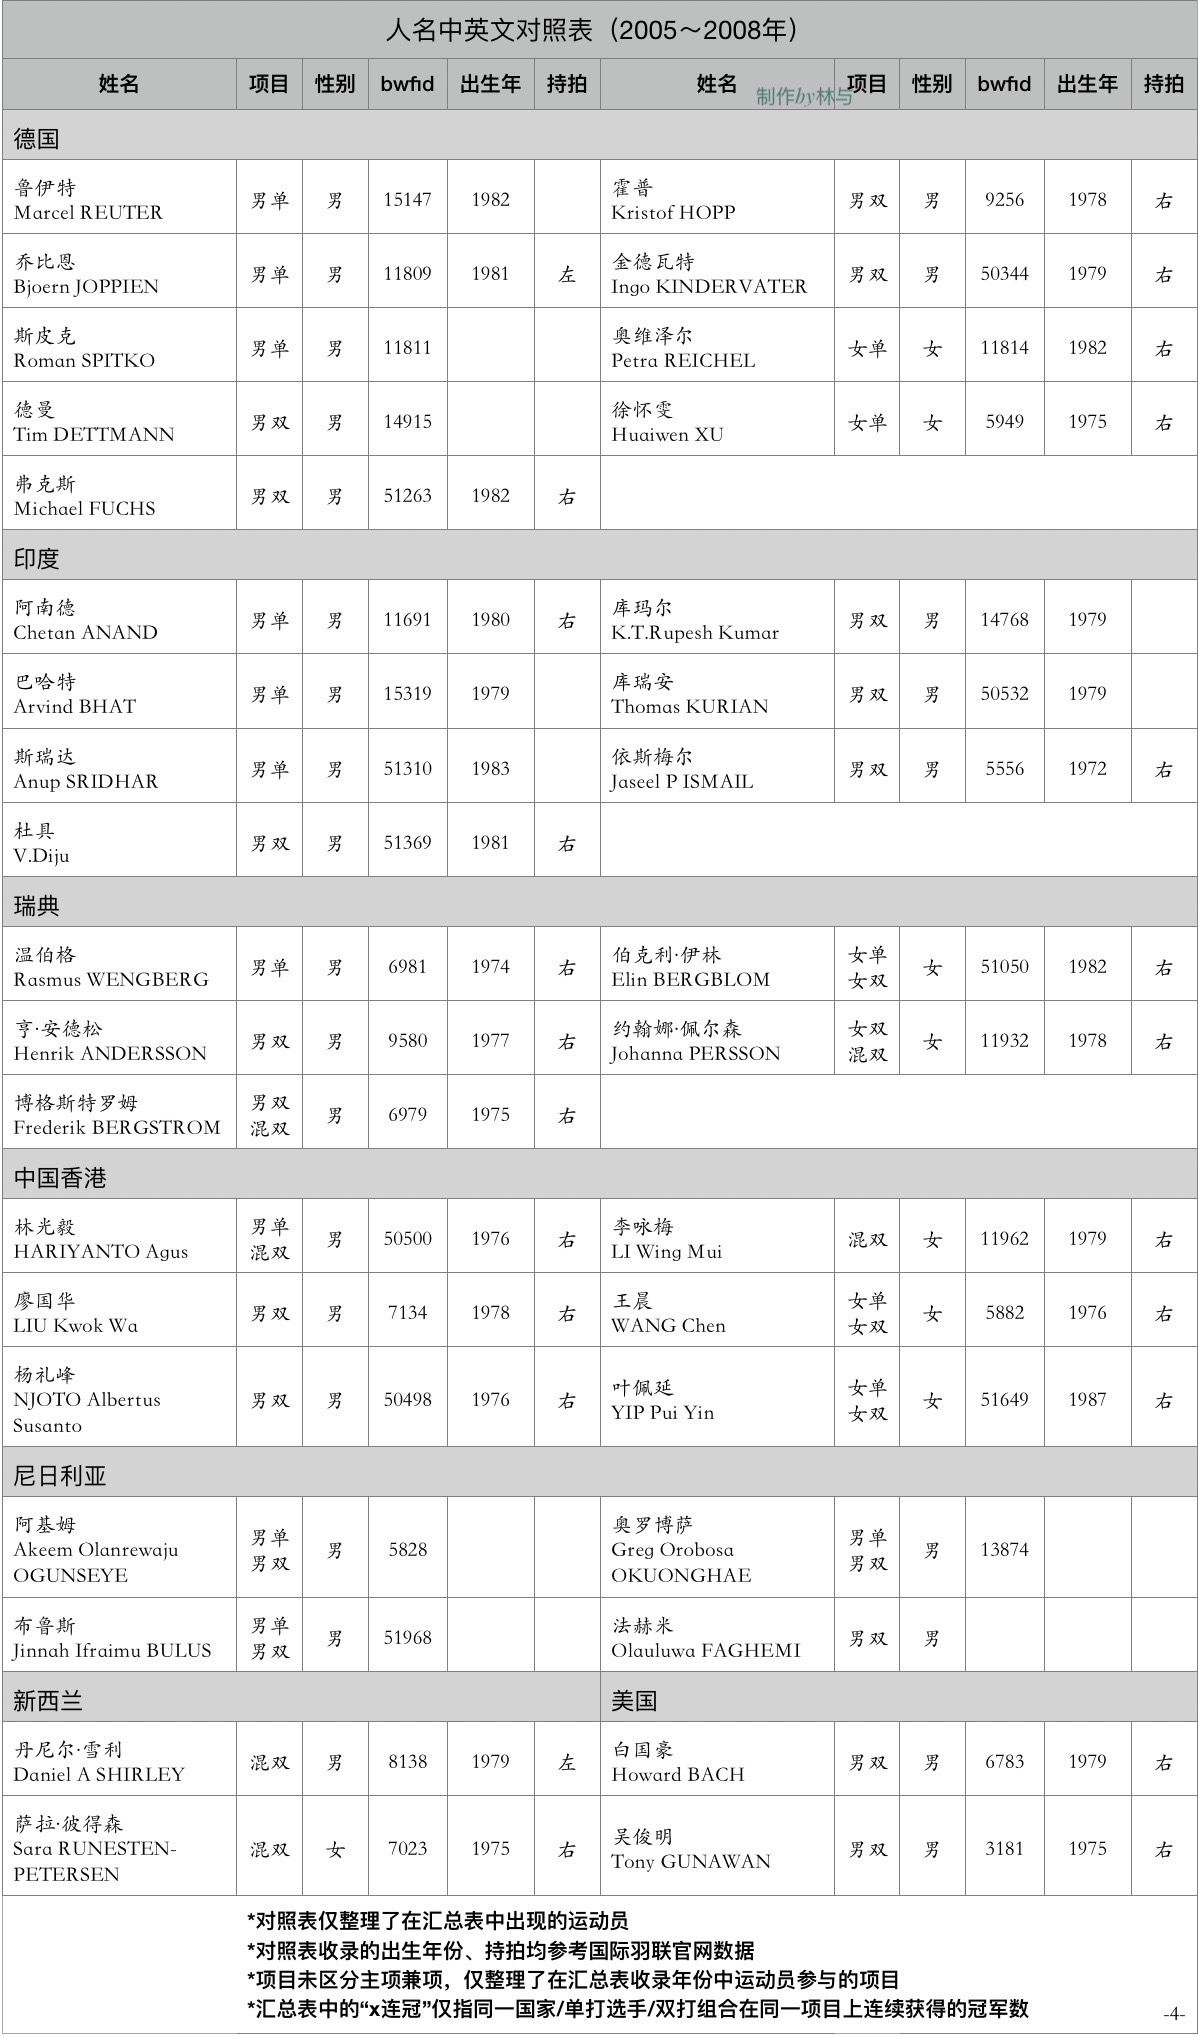 人名中英文对照表（2005～2008年）
姓名 项目 性别 bwfid 出生年 持拍 姓名 项目 性别 bwfid 出生年 持拍
制作by林与
德国
鲁伊特
Marcel REUTER 男单 男 15147 1982
霍普
Kristof HOPP 男双 男 9256 1978 右
乔比恩
Bjoern JOPPIEN 男单 男 11809 1981 左
金德瓦特
Ingo KINDERVATER 男双 男 50344 1979 右
斯皮克
Roman SPITKO 男单 男 11811
奥维泽尔
Petra REICHEL 女单 女 11814 1982 右
德曼
Tim DETTMANN 男双 男 14915
徐怀雯
Huaiwen XU 女单 女 5949 1975 右
弗克斯
Michael FUCHS 男双 男 51263 1982 右
印度
阿南德
Chetan ANAND 男单 男 11691 1980 右
库玛尔
K.T.Rupesh Kumar 男双 男 14768 1979
巴哈特
Arvind BHAT 男单 男 15319 1979
库瑞安
Thomas KURIAN 男双 男 50532 1979
斯瑞达
Anup SRIDHAR 男单 男 51310 1983
依斯梅尔
Jaseel P ISMAIL 男双 男 5556 1972 右
杜具
V.Diju 男双 男 51369 1981 右
瑞典
温伯格
Rasmus WENGBERG 男单 男 6981 1974 右
伯克利·伊林
Elin BERGBLOM 女单 女双 女 51050 1982 右
亨·安德松
Henrik ANDERSSON 男双 男 9580 1977 右
约翰娜·佩尔森
Johanna PERSSON 女双 混双 女 11932 1978 右
博格斯特罗姆
Frederik BERGSTROM 男双 混双 男 6979 1975 右
中国香港
林光毅
HARIYANTO Agus 男单 混双 男 50500 1976 右
李咏梅
LI Wing Mui 混双 女 11962 1979 右
廖国华
LIU Kwok Wa 男双 男 7134 1978 右
王晨
WANG Chen 女单 女双 女 5882 1976 右
杨礼峰
NJOTO Albertus
Susanto 男双 男 50498 1976 右
叶佩延
YIP Pui Yin 女单 女双 女 51649 1987 右
尼日利亚
阿基姆
Akeem Olanrewaju
OGUNSEYE 男单 男双 男 5828
奥罗博萨
Greg Orobosa
OKUONGHAE 男单 男双 男 13874
布鲁斯
Jinnah Ifraimu BULUS 男单 男双 男 51968
法赫米
Olauluwa FAGHEMI 男双 男
新西兰 美国
丹尼尔·雪利
Daniel A SHIRLEY 混双 男 8138 1979 左
白国豪
Howard BACH 男双 男 6783 1979 右
萨拉·彼得森
Sara RUNESTEN-
PETERSEN 混双 女 7023 1975 右
吴俊明
Tony GUNAWAN 男双 男 3181 1975 右
*对照表仅整理了在汇总表中出现的运动员
*对照表收录的出生年份、持拍均参考国际羽联官网数据
*项目未区分主项兼项，仅整理了在汇总表收录年份中运动员参与的项目
*汇总表中的“x连冠”仅指同一国家/单打选手/双打组合在同一项目上连续获得的冠军数
-4-